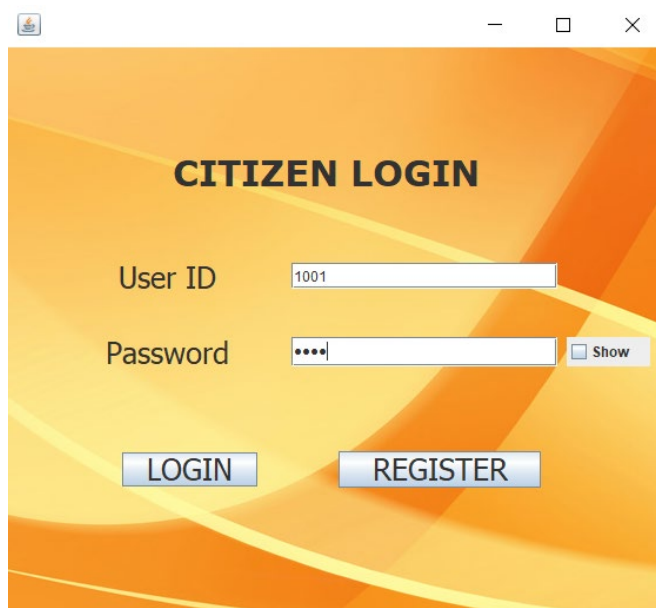 CITIZEN LOGIN
User ID 1001
Password •••• Show
LOGIN REGISTER